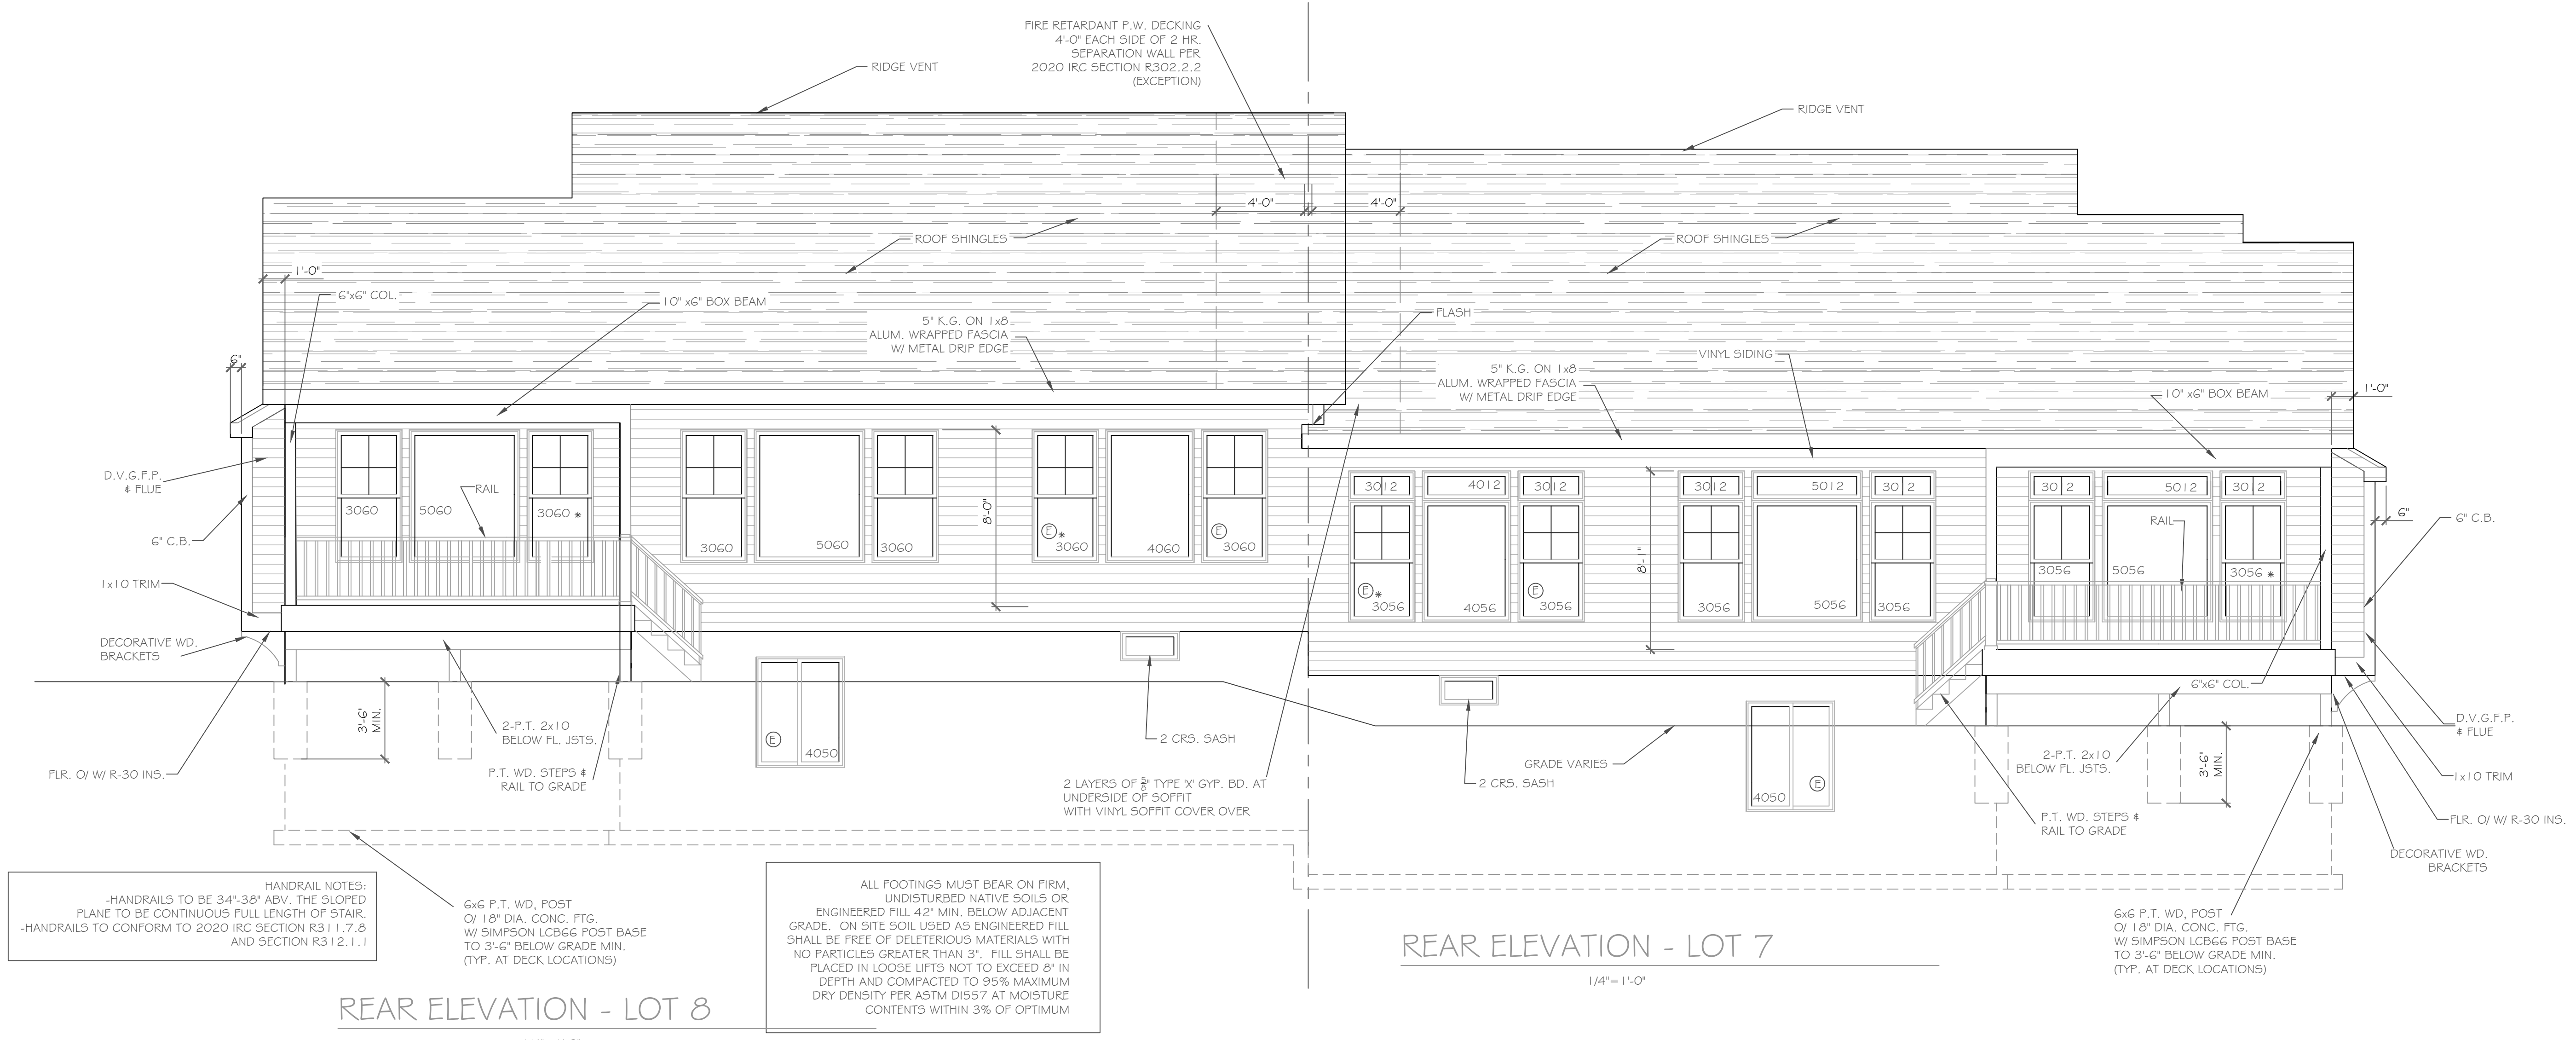 FIRE RETARDANT P.W. DECKING
4'-0" EACH SIDE OF 2 HR.
SEPARATION WALL PER
2020 IRC SECTION R302.2.2
(EXCEPTION)
RIDGE VENT
RIDGE VENT
4'-0"
4'-0"
ROOF SHINGLES
ROOF SHINGLES
1'-0"
6"x6" COL.
10" x6" BOX BEAM
5" K.G. ON 1x8
ALUM. WRAPPED FASCIA
W/ METAL DRIP EDGE
FLASH
6"
VINYL SIDING
5" K.G. ON 1x8
ALUM. WRAPPED FASCIA
W/ METAL DRIP EDGE
10" x6" BOX BEAM
1'-0"
D.V.G.F.P.
& FLUE
RAIL
3060
5060
3060 *
3060
5060
3060
8'-0"
E *
3060
4060
E
3060
3012
4012
3012
3012
5012
3012
3012
5012
3012
6"
6" C.B.
6" C.B.
RAIL
8'-1"
3056
5056
3056 *
E *
3056
4056
E
3056
3056
5056
3056
1x10 TRIM
DECORATIVE WD.
BRACKETS
6"x6" COL.
3'-6"
MIN.
2-P.T. 2x10
BELOW FL. JSTS.
E
4050
2 CRS. SASH
D.V.G.F.P.
& FLUE
FLR. O/ W/ R-30 INS.
P.T. WD. STEPS &
RAIL TO GRADE
2 LAYERS OF 5/8" TYPE 'X' GYP. BD. AT
UNDERSIDE OF SOFFIT
WITH VINYL SOFFIT COVER OVER
GRADE VARIES
2 CRS. SASH
4050
E
2-P.T. 2x10
BELOW FL. JSTS.
3'-6"
MIN.
1x10 TRIM
P.T. WD. STEPS &
RAIL TO GRADE
FLR. O/ W/ R-30 INS.
DECORATIVE WD.
BRACKETS
HANDRAIL NOTES:
-HANDRAILS TO BE 34"-38" ABV. THE SLOPED
PLANE TO BE CONTINUOUS FULL LENGTH OF STAIR.
-HANDRAILS TO CONFORM TO 2020 IRC SECTION R311.7.8
AND SECTION R312.1.1
6x6 P.T. WD, POST
O/ 18" DIA. CONC. FTG.
W/ SIMPSON LCB66 POST BASE
TO 3'-6" BELOW GRADE MIN.
(TYP. AT DECK LOCATIONS)
ALL FOOTINGS MUST BEAR ON FIRM,
UNDISTURBED NATIVE SOILS OR
ENGINEERED FILL 42" MIN. BELOW ADJACENT
GRADE. ON SITE SOIL USED AS ENGINEERED FILL
SHALL BE FREE OF DELETERIOUS MATERIALS WITH
NO PARTICLES GREATER THAN 3". FILL SHALL BE
PLACED IN LOOSE LIFTS NOT TO EXCEED 8" IN
DEPTH AND COMPACTED TO 95% MAXIMUM
DRY DENSITY PER ASTM D1557 AT MOISTURE
CONTENTS WITHIN 3% OF OPTIMUM
6x6 P.T. WD, POST
O/ 18" DIA. CONC. FTG.
W/ SIMPSON LCB66 POST BASE
TO 3'-6" BELOW GRADE MIN.
(TYP. AT DECK LOCATIONS)
REAR ELEVATION - LOT 7
1/4"=1'-0"
REAR ELEVATION - LOT 8